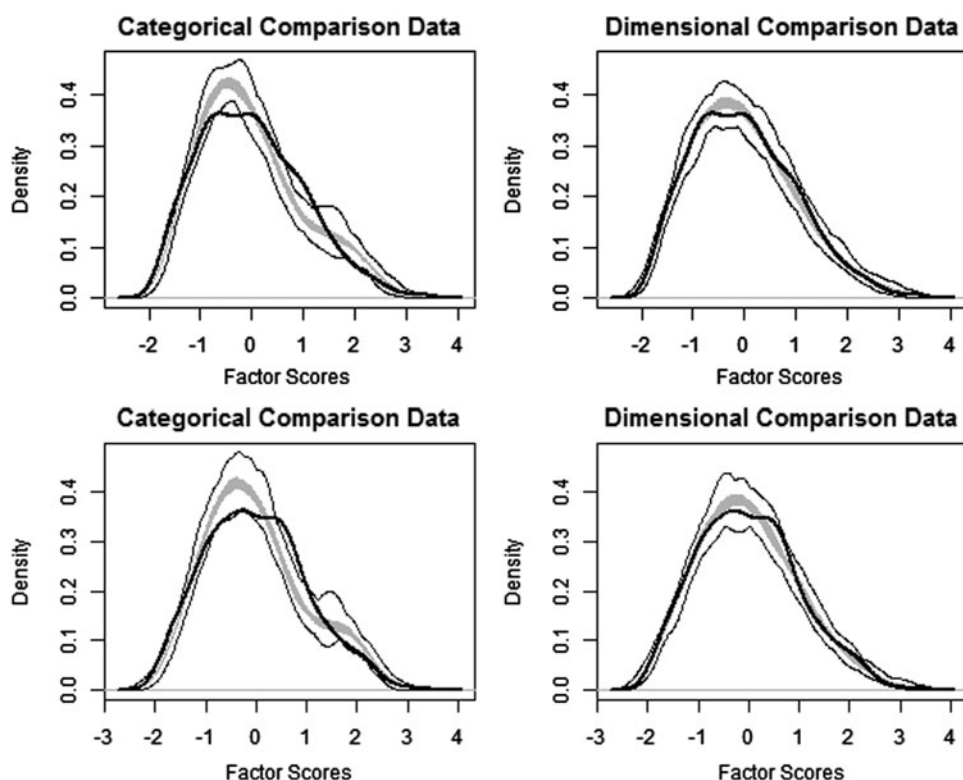 Categorical Comparison Data
Dimensional Comparison Data
Density
0.0 0.1 0.2 0.3 0.4
-2 -1 0 1 2 3 4
Factor Scores
Density
0.0 0.1 0.2 0.3 0.4
-2 -1 0 1 2 3 4
Factor Scores
Categorical Comparison Data
Dimensional Comparison Data
Density
0.0 0.1 0.2 0.3 0.4
-3 -2 -1 0 1 2 3 4
Factor Scores
Density
0.0 0.1 0.2 0.3 0.4
-3 -2 -1 0 1 2 3 4
Factor Scores